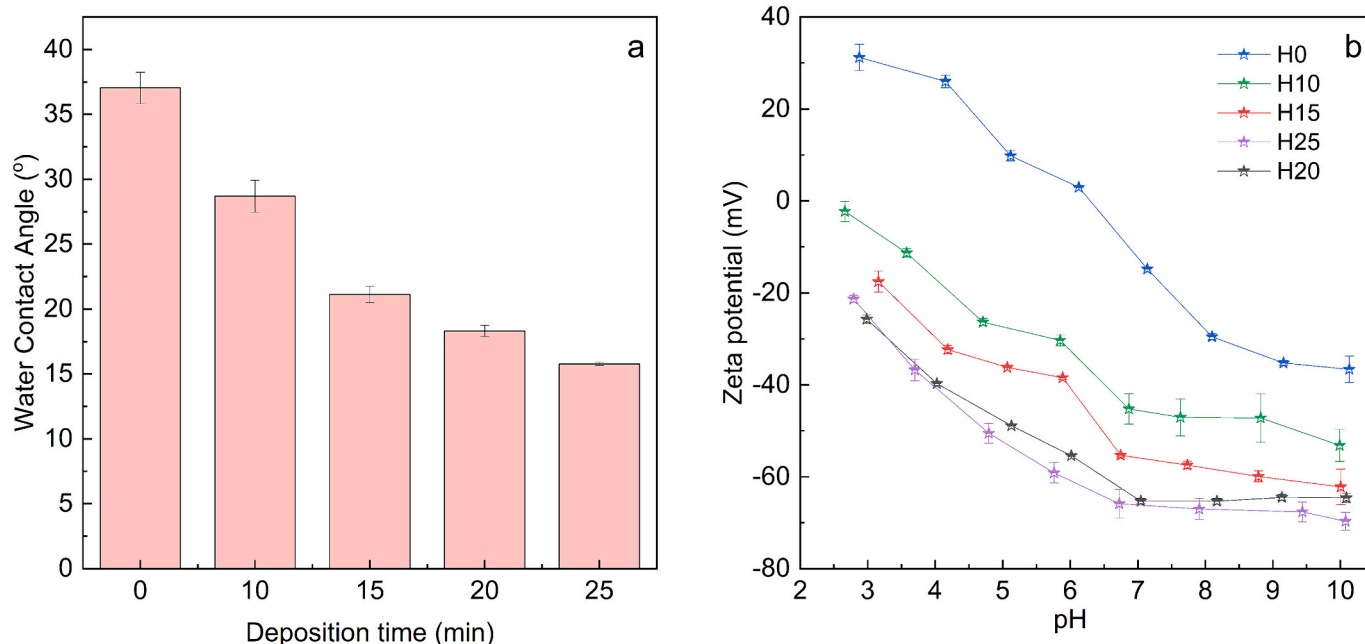 a
Water Contact Angle (º)
40
35
30
25
20
15
10
5
0
0 10 15 20 25
Deposition time (min)
b
H0
H10
H15
H25
H20
Zeta potential (mV)
40
20
0
-20
-40
-60
-80
2 3 4 5 6 7 8 9 10
pH